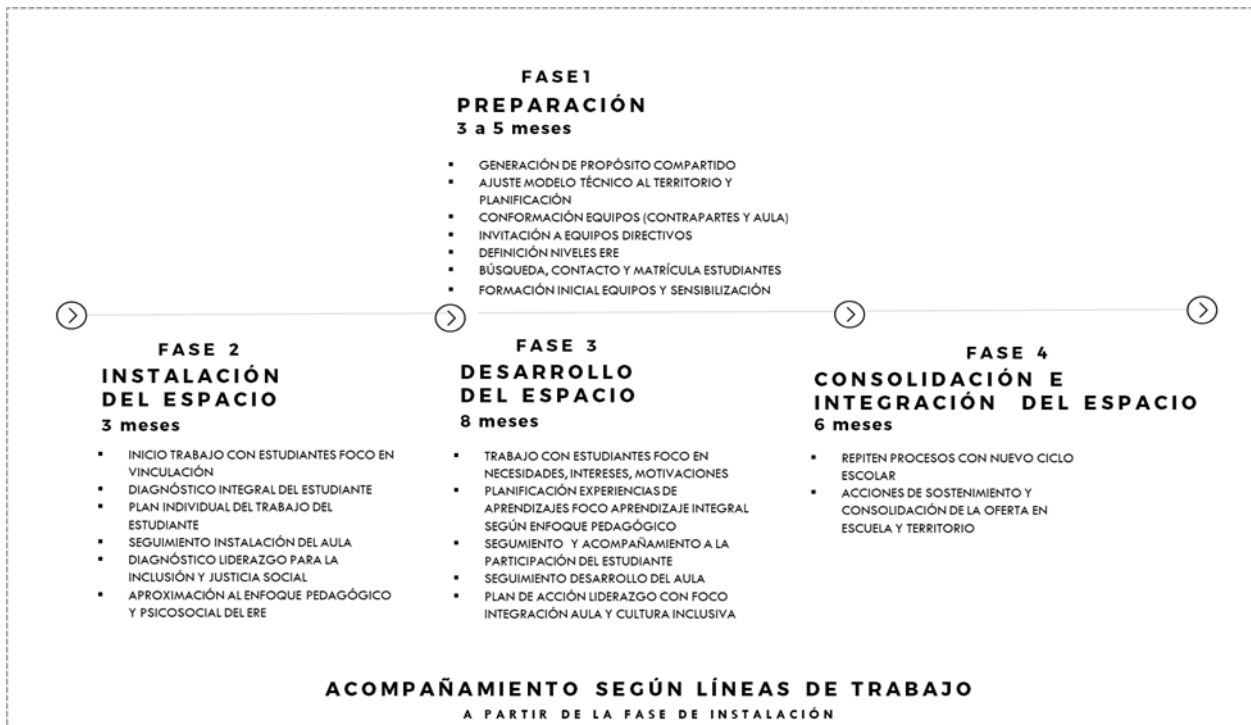 FASE1
PREPARACIÓN
3 a 5 meses
▪ GENERACIÓN DE PROPÓSITO COMPARTIDO
▪ AJUSTE MODELO TÉCNICO AL TERRITORIO Y
PLANIFICACIÓN
▪ CONFORMACIÓN EQUIPOS (CONTRAPARTES Y AULA)
▪ INVITACIÓN A EQUIPOS DIRECTIVOS
▪ DEFINICIÓN NIVELES ERE
▪ BÚSQUEDA, CONTACTO Y MATRÍCULA ESTUDIANTES
▪ FORMACIÓN INICIAL EQUIPOS Y SENSIBILIZACIÓN
FASE 2
INSTALACIÓN
DEL ESPACIO
3 meses
▪ INICIO TRABAJO CON ESTUDIANTES FOCO EN
VINCULACIÓN
▪ DIAGNÓSTICO INTEGRAL DEL ESTUDIANTE
▪ PLAN INDIVIDUAL DEL TRABAJO DEL
ESTUDIANTE
▪ SEGUIMIENTO INSTALACIÓN DEL AULA
▪ DIAGNÓSTICO LIDERAZGO PARA LA
INCLUSIÓN Y JUSTICIA SOCIAL
▪ APROXIMACIÓN AL ENFOQUE PEDAGÓGICO
Y PSICOSOCIAL DEL ERE
FASE 3
DESARROLLO
DEL ESPACIO
8 meses
▪ TRABAJO CON ESTUDIANTES FOCO EN
NECESIDADES, INTERESES, MOTIVACIONES
▪ PLANIFICACIÓN EXPERIENCIAS DE
APRENDIZAJES FOCO APRENDIZAJE INTEGRAL
SEGÚN ENFOQUE PEDAGÓGICO
▪ SEGUMIENTO Y ACOMPAÑAMIENTO A LA
PARTICIPACIÓN DEL ESTUDIANTE
▪ SEGUIMIENTO DESARROLLO DEL AULA
▪ PLAN DE ACCIÓN LIDERAZGO CON FOCO
INTEGRACIÓN AULA Y CULTURA INCLUSIVA
FASE 4
CONSOLIDACIÓN E
INTEGRACIÓN DEL ESPACIO
6 meses
▪ REPITEN PROCESOS CON NUEVO CICLO
ESCOLAR
▪ ACCIONES DE SOSTENIMIENTO Y
CONSOLIDACIÓN DE LA OFERTA EN
ESCUELA Y TERRITORIO
ACOMPAÑAMIENTO SEGÚN LÍNEAS DE TRABAJO
A PARTIR DE LA FASE DE INSTALACIÓN